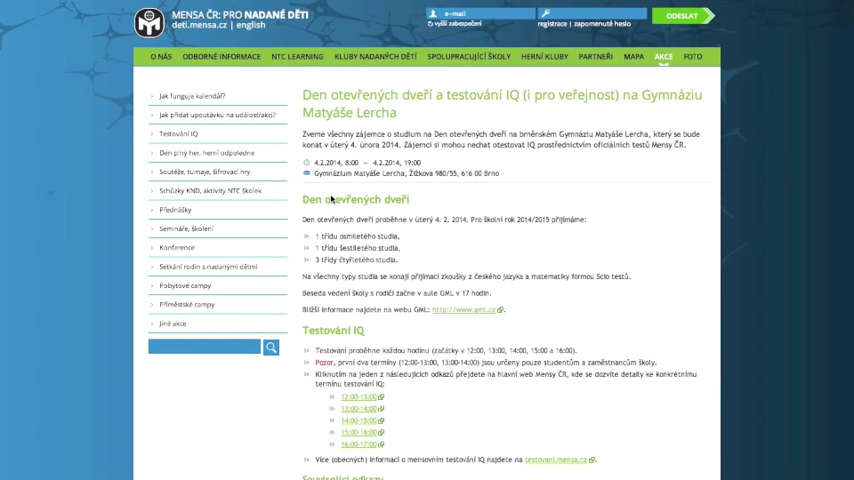 MENSA ČR: PRO NADANÉ DĚTI
deti.mensa.cz | english
e-mail
vyšší zabezpečení
registrace | zapomenuté heslo
ODESLAT
O NÁS ODBORNÉ INFORMACE NTC LEARNING KLUBY NADANÝCH DĚTÍ SPOLUPRACUJÍCÍ ŠKOLY HERNÍ KLUBY PARTNEŘI MAPA AKCE FOTO
Jak funguje kalendář?
Jak přidat upoutávku na událost/akci?
Testování IQ
Den plný her, herní odpoledne
Soutěže, turnaje, šifrovací hry
Schůzky KND, aktivity NTC školek
Přednášky
Semináře, školení
Konference
Setkání rodin s nadanými dětmi
Pobytové campy
Příměstské campy
Jiné akce
Den otevřených dveří a testování IQ (i pro veřejnost) na Gymnáziu
Matyáše Lercha
Zveme všechny zájemce o studium na Den otevřených dveří na brněnském Gymnáziu Matyáše Lercha, který se bude
konat v úterý 4. února 2014. Zájemci si mohou nechat otestovat IQ prostřednictvím oficiálních testů Mensy ČR.
4.2.2014, 8:00 — 4.2.2014, 19:00
Gymnázium Matyáše Lercha, Žižkova 980/55, 616 00 Brno
Den otevřených dveří
Den otevřených dveří proběhne v úterý 4. 2. 2014. Pro školní rok 2014/2015 přijímáme:
1 třídu osmiletého studia,
1 třídu šestiletého studia,
3 třídy čtyřletého studia.
Na všechny typy studia se konají přijímací zkoušky z českého jazyka a matematiky formou Scio testů.
Beseda vedení školy s rodiči začne v aule GML v 17 hodin.
Bližší informace najdete na webu GML: http://www.gml.cz.
Testování IQ
Testování proběhne každou hodinu (začátky v 12:00, 13:00, 14:00, 15:00 a 16:00).
Pozor, první dva termíny (12:00-13:00, 13:00-14:00) jsou určeny pouze studentům a zaměstnancům školy.
Kliknutím na jeden z následujících odkazů přejdete na hlavní web Mensy ČR, kde se dozvíte detaily ke konkrétnímu
termínu testování IQ:
12:00-13:00
13:00-14:00
14:00-15:00
15:00-16:00
16:00-17:00
Více (obecných) informací o mensovním testování IQ najdete na testovani.mensa.cz.
Související odkazy